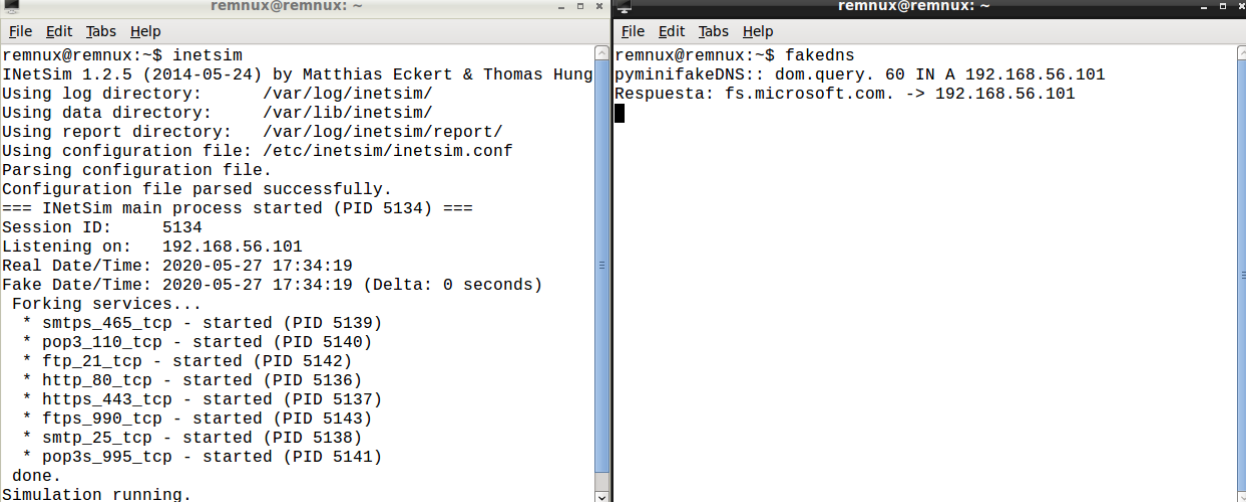 remnux@remnux: ~
File Edit Tabs Help
remnux@remnux:~$ inetsim
INetSim 1.2.5 (2014-05-24) by Matthias Eckert & Thomas Hung
Using log directory:      /var/log/inetsim/
Using data directory:     /var/lib/inetsim/
Using report directory:   /var/log/inetsim/report/
Using configuration file: /etc/inetsim/inetsim.conf
Parsing configuration file.
Configuration file parsed successfully.
=== INetSim main process started (PID 5134) ===
Session ID:     5134
Listening on:   192.168.56.101
Real Date/Time: 2020-05-27 17:34:19
Fake Date/Time: 2020-05-27 17:34:19 (Delta: 0 seconds)
 Forking services...
  * smtps_465_tcp - started (PID 5139)
  * pop3_110_tcp - started (PID 5140)
  * ftp_21_tcp - started (PID 5142)
  * http_80_tcp - started (PID 5136)
  * https_443_tcp - started (PID 5137)
  * ftps_990_tcp - started (PID 5143)
  * smtp_25_tcp - started (PID 5138)
  * pop3s_995_tcp - started (PID 5141)
 done.
Simulation running.
remnux@remnux: ~
File Edit Tabs Help
remnux@remnux:~$ fakedns
pyminifakeDNS:: dom.query. 60 IN A 192.168.56.101
Respuesta: fs.microsoft.com. -> 192.168.56.101